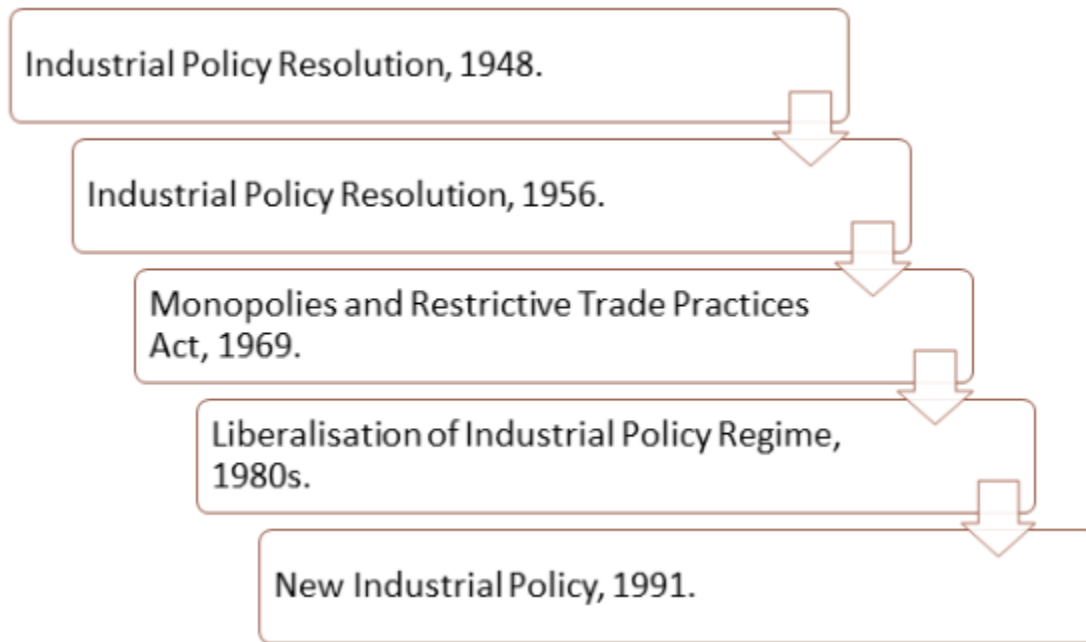 Industrial Policy Resolution, 1948.
Industrial Policy Resolution, 1956.
Monopolies and Restrictive Trade Practices
Act, 1969.
Liberalisation of Industrial Policy Regime,
1980s.
New Industrial Policy, 1991.